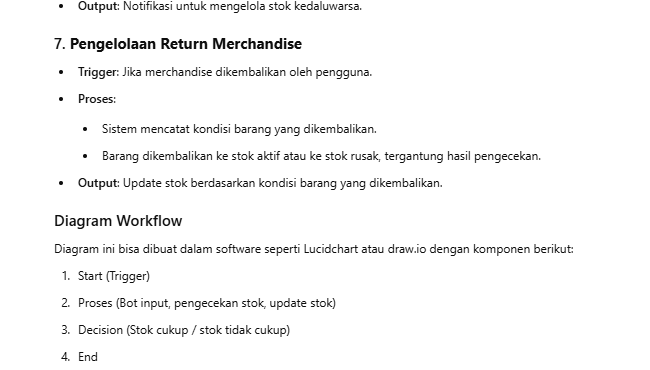 • Output: Notifikasi untuk mengelola stok kedaluwarsa.
7. Pengelolaan Return Merchandise
• Trigger: Jika merchandise dikembalikan oleh pengguna.
• Proses:
• Sistem mencatat kondisi barang yang dikembalikan.
• Barang dikembalikan ke stok aktif atau ke stok rusak, tergantung hasil pengecekan.
• Output: Update stok berdasarkan kondisi barang yang dikembalikan.
Diagram Workflow
Diagram ini bisa dibuat dalam software seperti Lucidchart atau draw.io dengan komponen berikut:
1. Start (Trigger)
2. Proses (Bot input, pengecekan stok, update stok)
3. Decision (Stok cukup / stok tidak cukup)
4. End